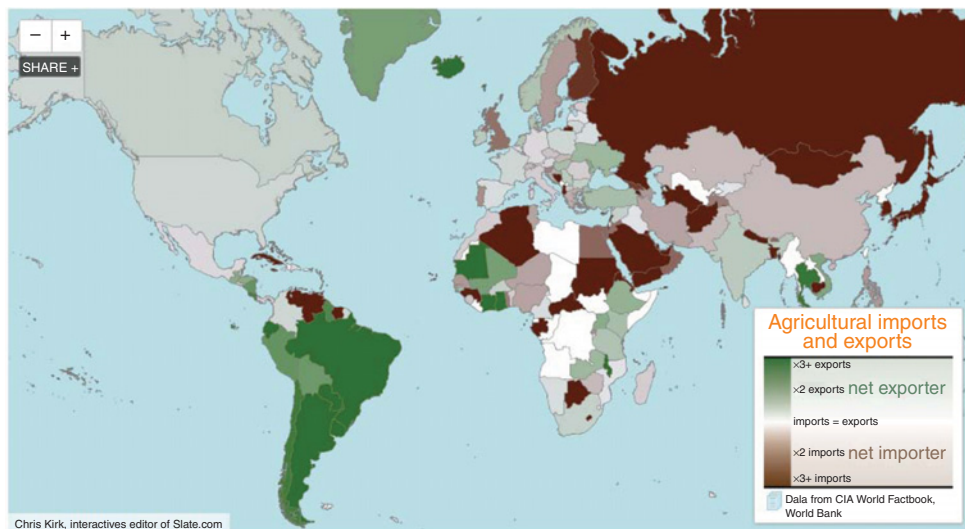 − +
SHARE +
Agricultural imports
and exports
×3+ exports
×2 exports net exporter
imports = exports
×2 imports net importer
×3+ imports
Dala from CIA World Factbook,
World Bank
Chris Kirk, interactives editor of Slate.com